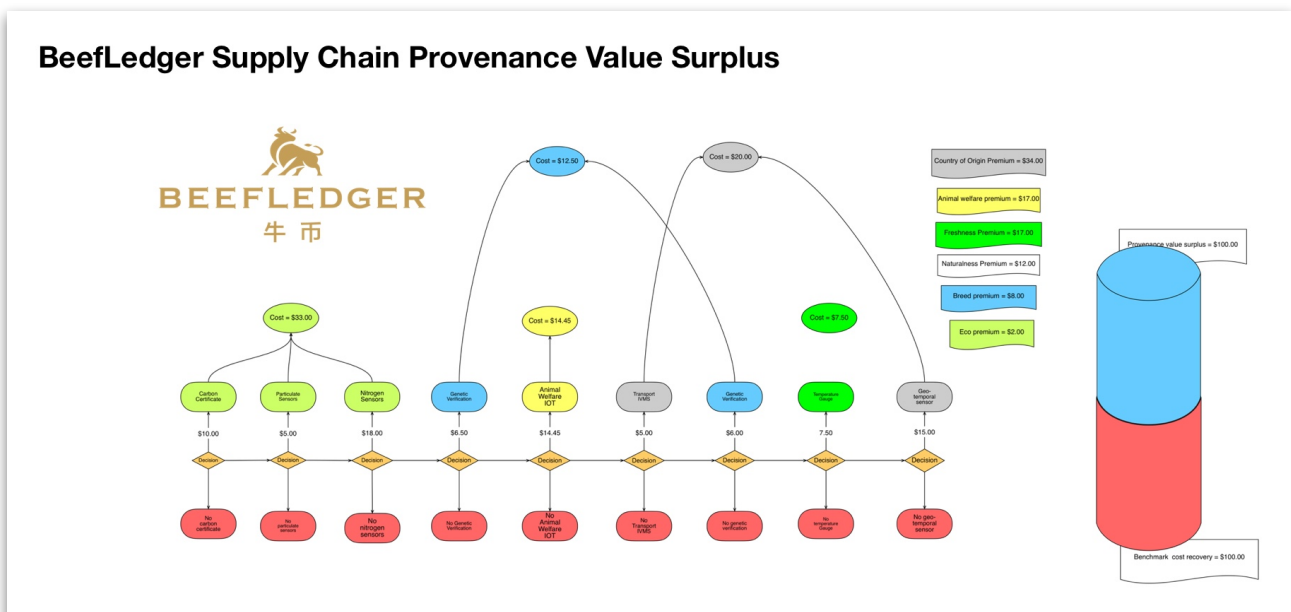 BeefLedger Supply Chain Provenance Value Surplus
BEEFLEDGER
牛币
Cost = $12.50
Cost = $20.00
Country of Origin Premium = $34.00
Animal welfare premium = $17.00
Freshness Premium = $17.00
Naturalness Premium = $12.00
Breed premium = $8.00
Eco premium = $2.00
Provenance value surplus = $100.00
Cost = $33.00
Cost = $14.45
Cost = $7.50
Carbon
Certificate
Particulate
Sensors
Nitrogen
Sensors
Genetic
Verification
Animal
Welfare
IOT
Transport
IVMS
Genetic
Verification
Temperature
Gauge
Geo-
temporal
sensor
$10.00
$5.00
$18.00
$6.50
$14.45
$5.00
$6.00
7.50
$15.00
Decision
Decision
Decision
Decision
Decision
Decision
Decision
Decision
Decision
No
carbon
certificate
No
particulate
sensors
No
nitrogen
sensors
No Genetic
Verification
No
Animal
Welfare
IOT
No
Transport
IVMS
No genetic
verification
No
temperature
Gauge
No geo-
temporal
sensor
Benchmark cost recovery = $100.00